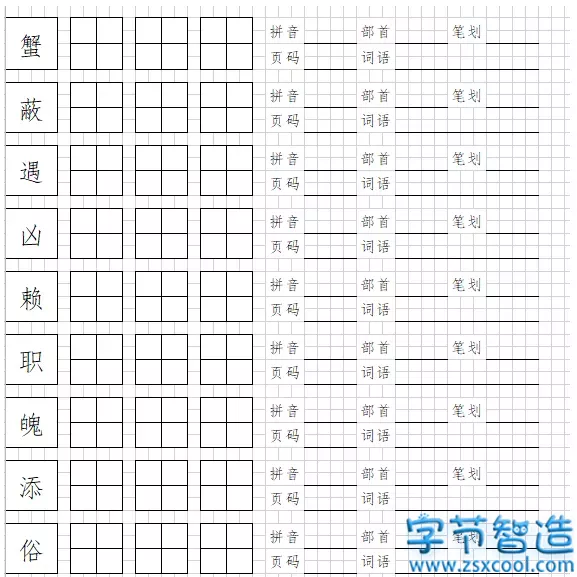 拼音 部首 笔划
蟹
页码 词语
拼音 部首 笔划
蔽
页码 词语
拼音 部首 笔划
遇
页码 词语
拼音 部首 笔划
凶
页码 词语
拼音 部首 笔划
赖
页码 词语
拼音 部首 笔划
职
页码 词语
拼音 部首 笔划
魄
页码 词语
拼音 部首 笔划
添
页码 词语
拼音 部首
俗
页码 词语
字节智造
www.zsxcool.com